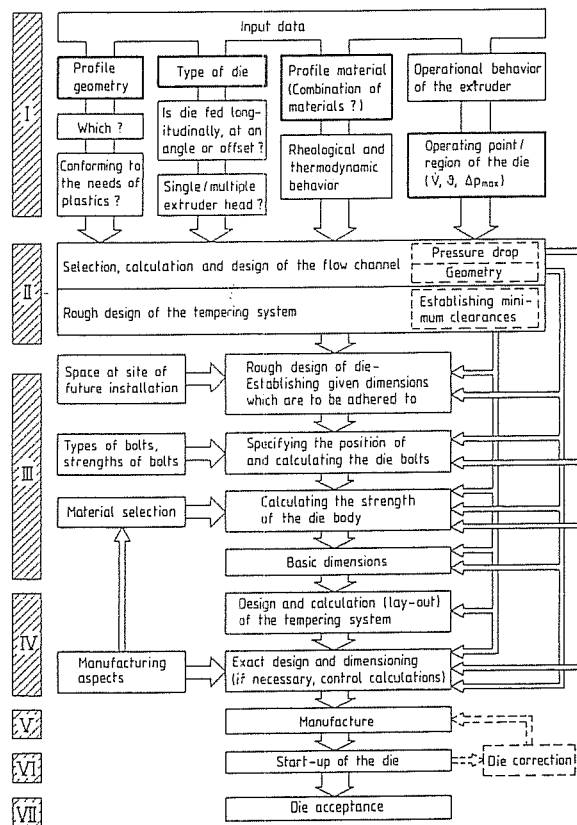 Input data
I
Profile
geometry
Type of die
Profile material
(Combination of
materials ?)
Operational behavior
of the extruder
Which ?
Is die fed long-
itudinally, at an
angle or offset ?
Conforming to
the needs of
plastics ?
Single/multiple
extruder head ?
Rheological and
thermodynamic
behavior
Operating point/
region of the die
(V̇, ϑ, Δpmax)
II
Selection, calculation and design of the flow channel
Pressure drop
Geometry
Rough design of the tempering system
Establishing mini-
mum clearances
III
Space at site of
future installation
Rough design of die-
Establishing given dimensions
which are to be adhered to
Types of bolts,
strengths of bolts
Specifying the position of
and calculating the die bolts
Material selection
Calculating the strength
of the die body
Basic dimensions
IV
Design and calculation (lay-out)
of the tempering system
Manufacturing
aspects
Exact design and dimensioning
(if necessary, control calculations)
V
Manufacture
VI
Start-up of the die
Die correction
VII
Die acceptance